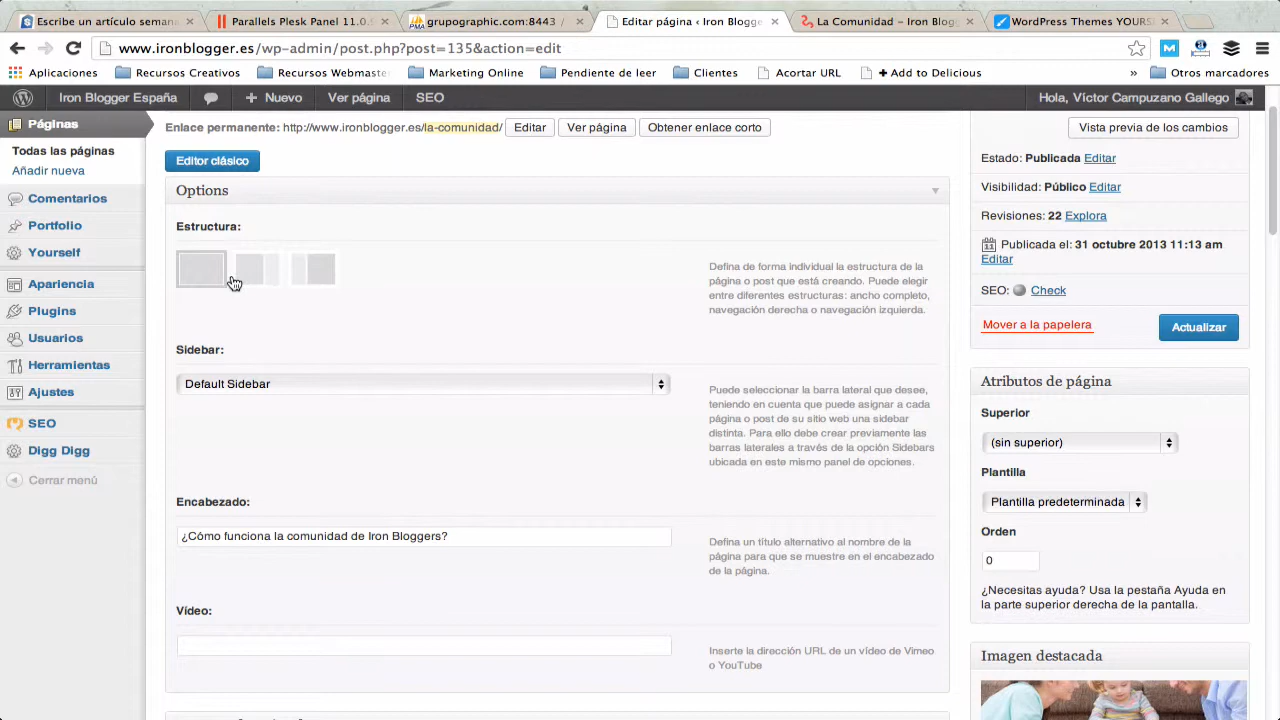 Escribe un artículo semana
Parallels Plesk Panel 11.0.
grupographic.com:8443
Editar página ‹ Iron Blogge
La Comunidad – Iron Blogg
WordPress Themes YOURS
www.ironblogger.es/wp-admin/post.php?post=135&action=edit
Aplicaciones
Recursos Creativos
Recursos Webmaste
Marketing Online
Pendiente de leer
Clientes
Acortar URL
+ Add to Delicious
»
Otros marcadores
Iron Blogger España
+ Nuevo
Ver página
SEO
Hola, Víctor Campuzano Gallego
Páginas
Todas las páginas
Añadir nueva
Comentarios
Portfolio
Yourself
Apariencia
Plugins
Usuarios
Herramientas
Ajustes
SEO
Digg Digg
Cerrar menú
Enlace permanente: http://www.ironblogger.es/la-comunidad/
Editar
Ver página
Obtener enlace corto
Editor clásico
Options
Estructura:
Defina de forma individual la estructura de la
página o post que está creando. Puede elegir
entre diferentes estructuras: ancho completo,
navegación derecha o navegación izquierda.
Sidebar:
Default Sidebar
Puede seleccionar la barra lateral que desee,
teniendo en cuenta que puede asignar a cada
página o post de su sitio web una sidebar
distinta. Para ello debe crear previamente las
barras laterales a través de la opción Sidebars
ubicada en este mismo panel de opciones.
Encabezado:
¿Cómo funciona la comunidad de Iron Bloggers?
Defina un título alternativo al nombre de la
página para que se muestre en el encabezado
de la página.
Vídeo:
Inserte la dirección URL de un vídeo de Vimeo
o YouTube
Vista previa de los cambios
Estado: Publicada Editar
Visibilidad: Público Editar
Revisiones: 22 Explora
Publicada el: 31 octubre 2013 11:13 am
Editar
SEO: Check
Mover a la papelera
Actualizar
Atributos de página
Superior
(sin superior)
Plantilla
Plantilla predeterminada
Orden
0
¿Necesitas ayuda? Usa la pestaña Ayuda en
la parte superior derecha de la pantalla.
Imagen destacada